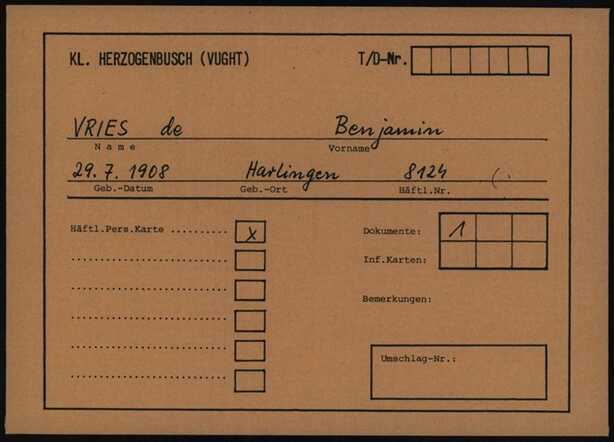 KL. HERZOGENBUSCH (VUGHT) T/D-Nr.
VRIES de Benjamin
Name Vorname
29.7.1908 Harlingen 8124
Geb.-Datum Geb.-Ort Häftl.Nr.
Häftl.Pers.Karte .......... X Dokumente: 1
Inf.Karten:
Bemerkungen:
Umschlag-Nr.: